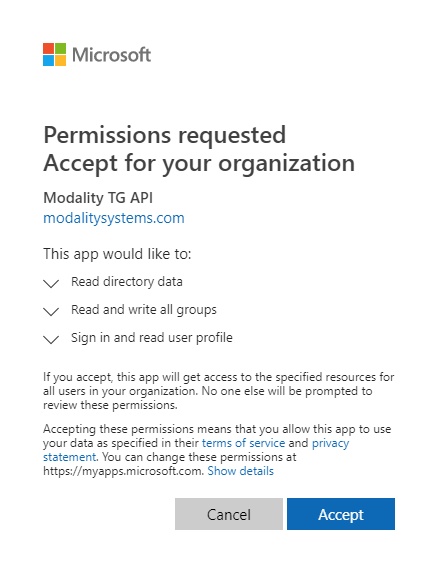 Microsoft
Permissions requested
Accept for your organization
Modality TG API
modalitysystems.com
This app would like to:
Read directory data
Read and write all groups
Sign in and read user profile
If you accept, this app will get access to the specified resources for
all users in your organization. No one else will be prompted to
review these permissions.
Accepting these permissions means that you allow this app to use
your data as specified in their terms of service and privacy
statement. You can change these permissions at
https://myapps.microsoft.com. Show details
Cancel
Accept